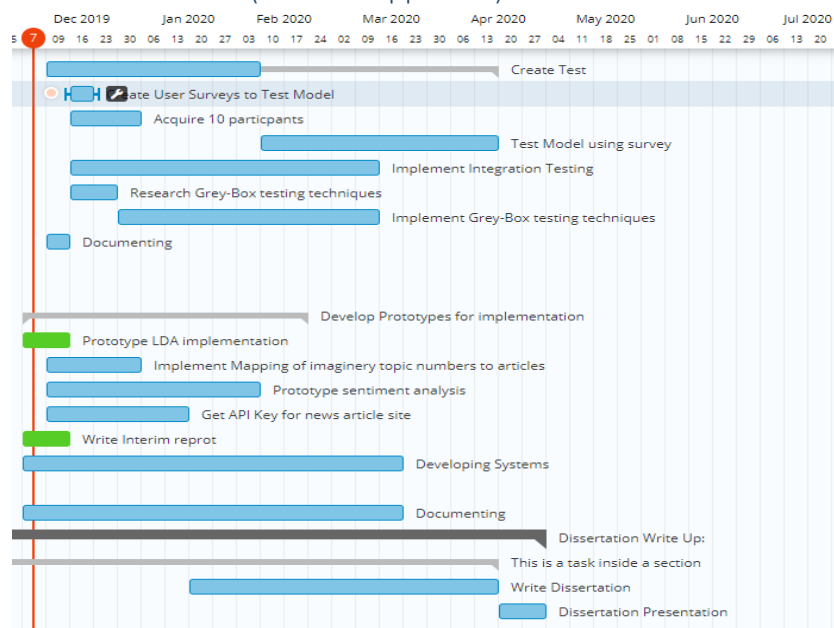 Dec 2019 Jan 2020 Feb 2020 Mar 2020 Apr 2020 May 2020 Jun 2020 Jul 2020
7 09 16 23 30 06 13 20 27 03 10 17 24 02 09 16 23 30 06 13 20 27 04 11 18 25 01 08 15 22 29 06 13 20
Create Test
ate User Surveys to Test Model
Acquire 10 particpants
Test Model using survey
Implement Integration Testing
Research Grey-Box testing techniques
Implement Grey-Box testing techniques
Documenting
Develop Prototypes for implementation
Prototype LDA implementation
Implement Mapping of imaginery topic numbers to articles
Prototype sentiment analysis
Get API Key for news article site
Write Interim reprot
Developing Systems
Documenting
Dissertation Write Up:
This is a task inside a section
Write Dissertation
Dissertation Presentation